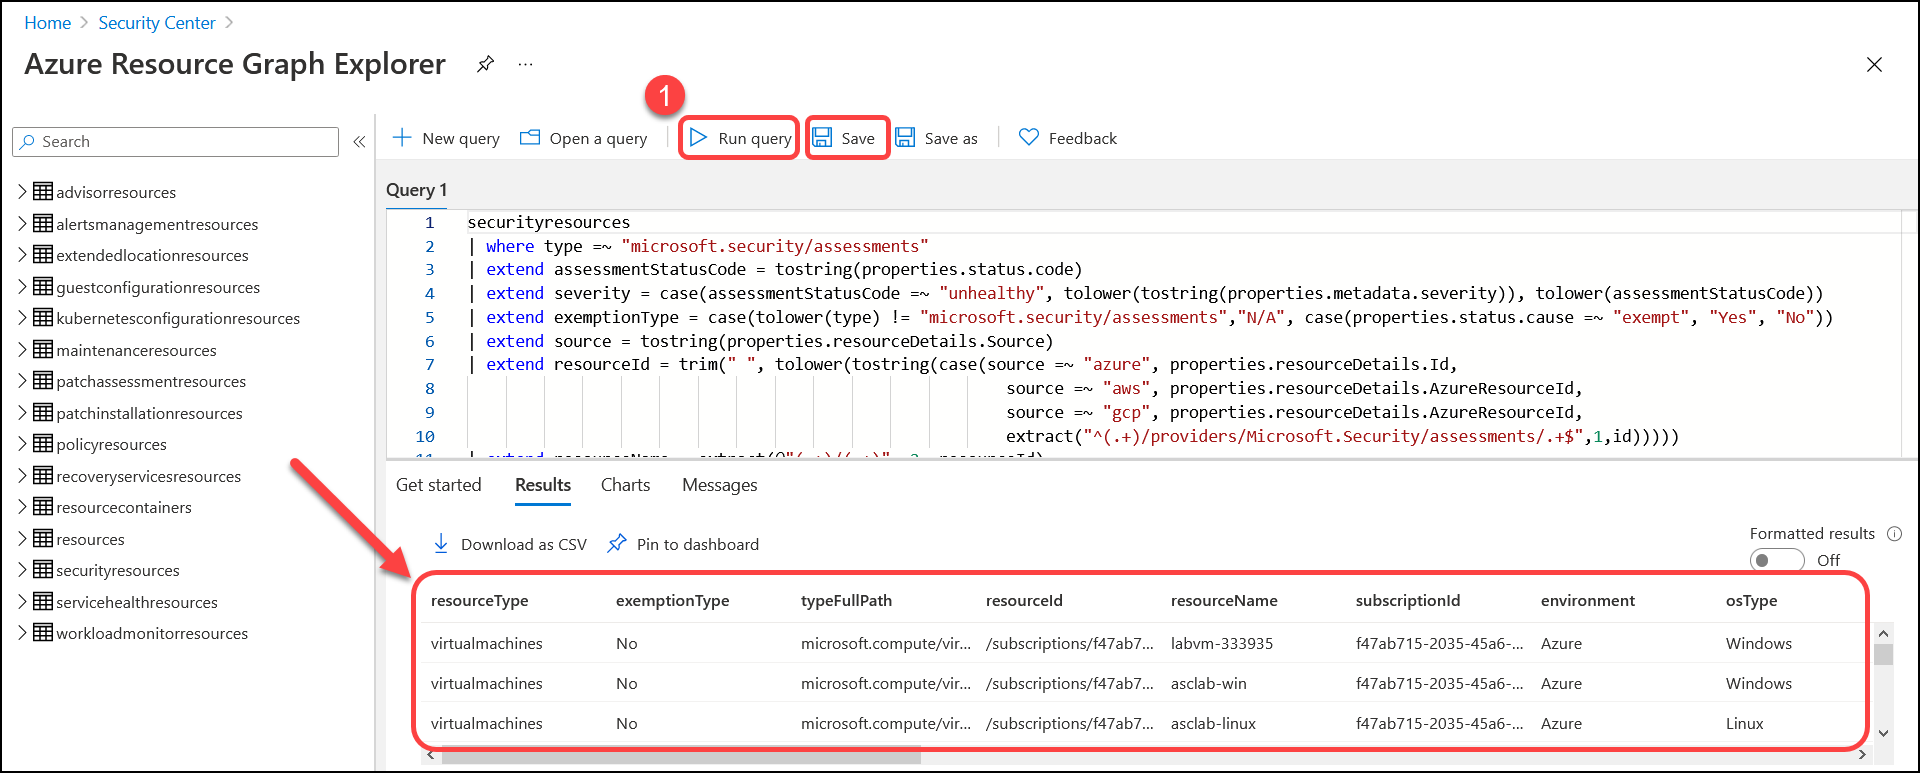 Home > Security Center >
Azure Resource Graph Explorer ...
1
Search
New query Open a query Run query Save Save as Feedback
advisorresources
alertsmanagementresources
extendedlocationresources
guestconfigurationresources
kubernetesconfigurationresources
maintenanceresources
patchassessmentresources
patchinstallationresources
policyresources
recoveryservicesresources
resourcecontainers
resources
securityresources
servicehealthresources
workloadmonitorresources
Query 1
1 securityresources
2 | where type =~ "microsoft.security/assessments"
3 | extend assessmentStatusCode = tostring(properties.status.code)
4 | extend severity = case(assessmentStatusCode =~ "unhealthy", tolower(tostring(properties.metadata.severity)), tolower(assessmentStatusCode))
5 | extend exemptionType = case(tolower(type) != "microsoft.security/assessments","N/A", case(properties.status.cause =~ "exempt", "Yes", "No"))
6 | extend source = tostring(properties.resourceDetails.Source)
7 | extend resourceId = trim(" ", tolower(tostring(case(source =~ "azure", properties.resourceDetails.Id,
8 source =~ "aws", properties.resourceDetails.AzureResourceId,
9 source =~ "gcp", properties.resourceDetails.AzureResourceId,
10 extract("^(.+)/providers/Microsoft.Security/assessments/.+$",1,id)))))
Get started Results Charts Messages
Download as CSV Pin to dashboard
Formatted results
Off
resourceType exemptionType typeFullPath resourceId resourceName subscriptionId environment osType
virtualmachines No microsoft.compute/vir... /subscriptions/f47ab7... labvm-333935 f47ab715-2035-45a6-... Azure Windows
virtualmachines No microsoft.compute/vir... /subscriptions/f47ab7... asclab-win f47ab715-2035-45a6-... Azure Windows
virtualmachines No microsoft.compute/vir... /subscriptions/f47ab7... asclab-linux f47ab715-2035-45a6-... Azure Linux